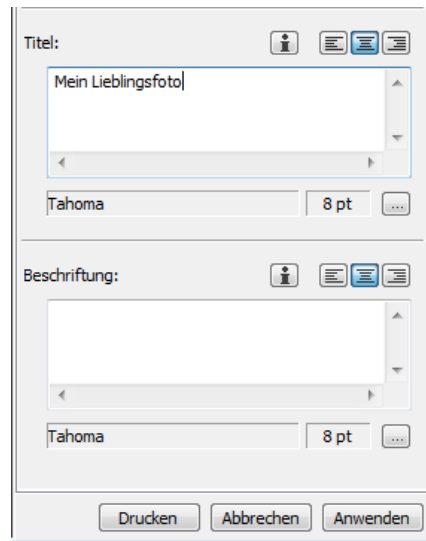 Titel:
Mein Lieblingsfoto
Tahoma 8 pt ...
Beschriftung:
Tahoma 8 pt ...
Drucken Abbrechen Anwenden